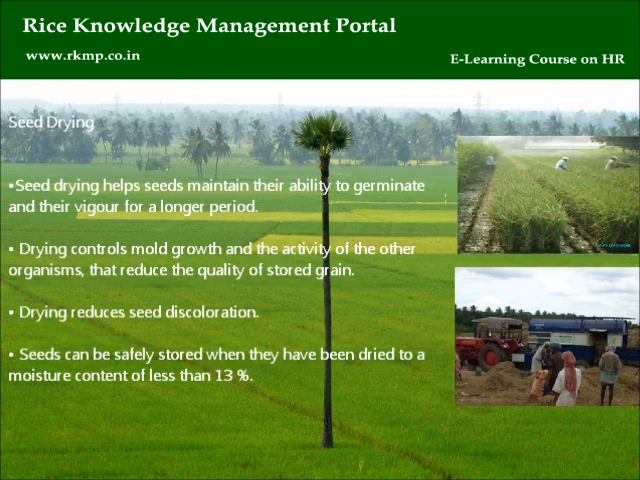 Rice Knowledge Management Portal
www.rkmp.co.in
E-Learning Course on HR
Seed Drying
•Seed drying helps seeds maintain their ability to germinate
and their vigour for a longer period.
• Drying controls mold growth and the activity of the other
organisms, that reduce the quality of stored grain.
• Drying reduces seed discoloration.
• Seeds can be safely stored when they have been dried to a
moisture content of less than 13 %.